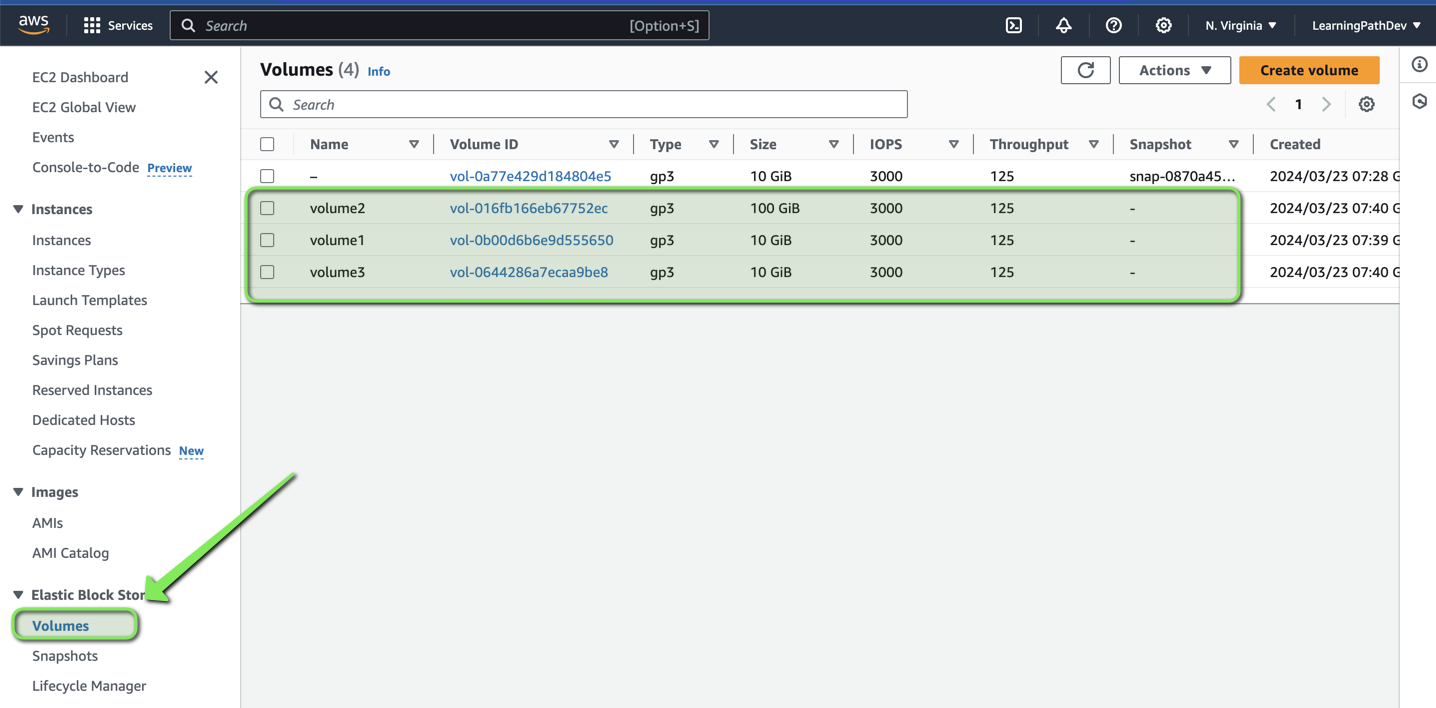 aws Services Search [Option+S] N. Virginia LearningPathDev
EC2 Dashboard
EC2 Global View
Events
Console-to-Code Preview
Instances
Instances
Instance Types
Launch Templates
Spot Requests
Savings Plans
Reserved Instances
Dedicated Hosts
Capacity Reservations New
Images
AMIs
AMI Catalog
Elastic Block
Volumes
Snapshots
Lifecycle Manager
Volumes (4) Info Actions Create volume
Search 1
Name Volume ID Type Size IOPS Throughput Snapshot Created
– vol-0a77e429d184804e5 gp3 10 GiB 3000 125 snap-0870a45... 2024/03/23 07:28 G
volume2 vol-016fb166eb67752ec gp3 100 GiB 3000 125 - 2024/03/23 07:40 G
volume1 vol-0b00d6b6e9d555650 gp3 10 GiB 3000 125 - 2024/03/23 07:39 G
volume3 vol-0644286a7ecaa9be8 gp3 10 GiB 3000 125 - 2024/03/23 07:40 G